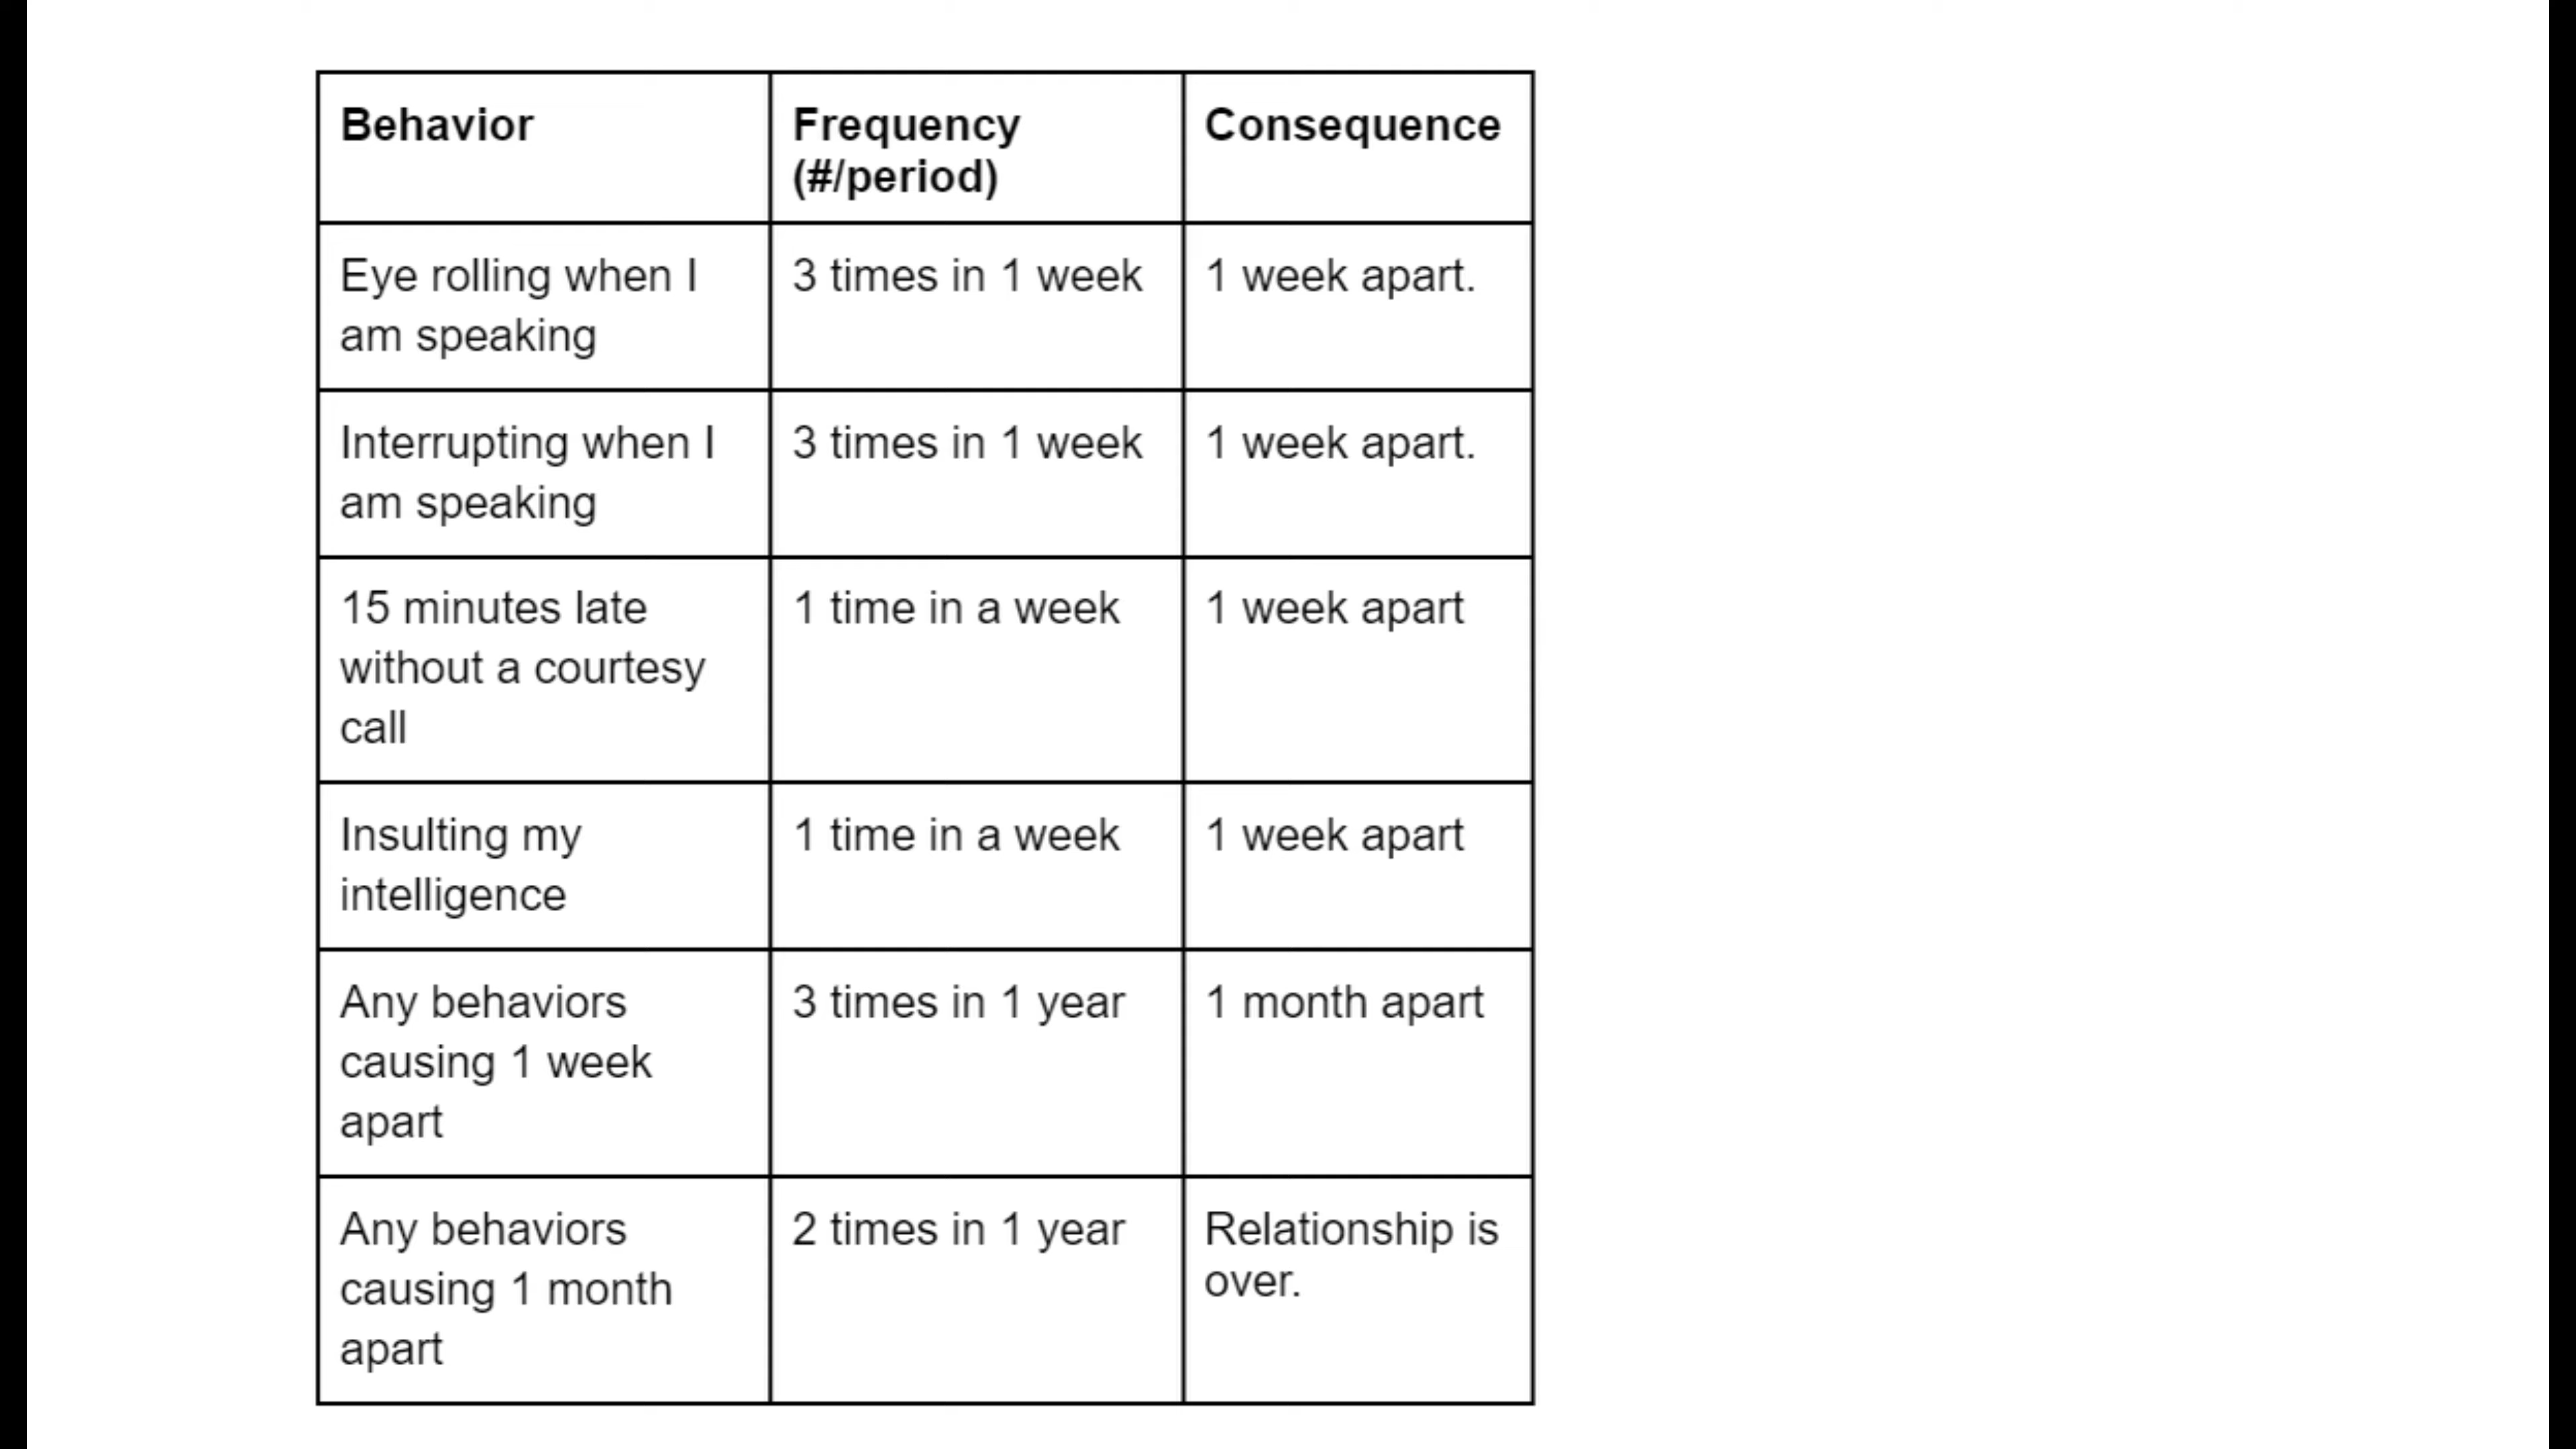 Behavior
Frequency
(#/period)
Consequence
Eye rolling when I
am speaking
3 times in 1 week
1 week apart.
Interrupting when I
am speaking
3 times in 1 week
1 week apart.
15 minutes late
without a courtesy
call
1 time in a week
1 week apart
Insulting my
intelligence
1 time in a week
1 week apart
Any behaviors
causing 1 week
apart
3 times in 1 year
1 month apart
Any behaviors
causing 1 month
apart
2 times in 1 year
Relationship is
over.